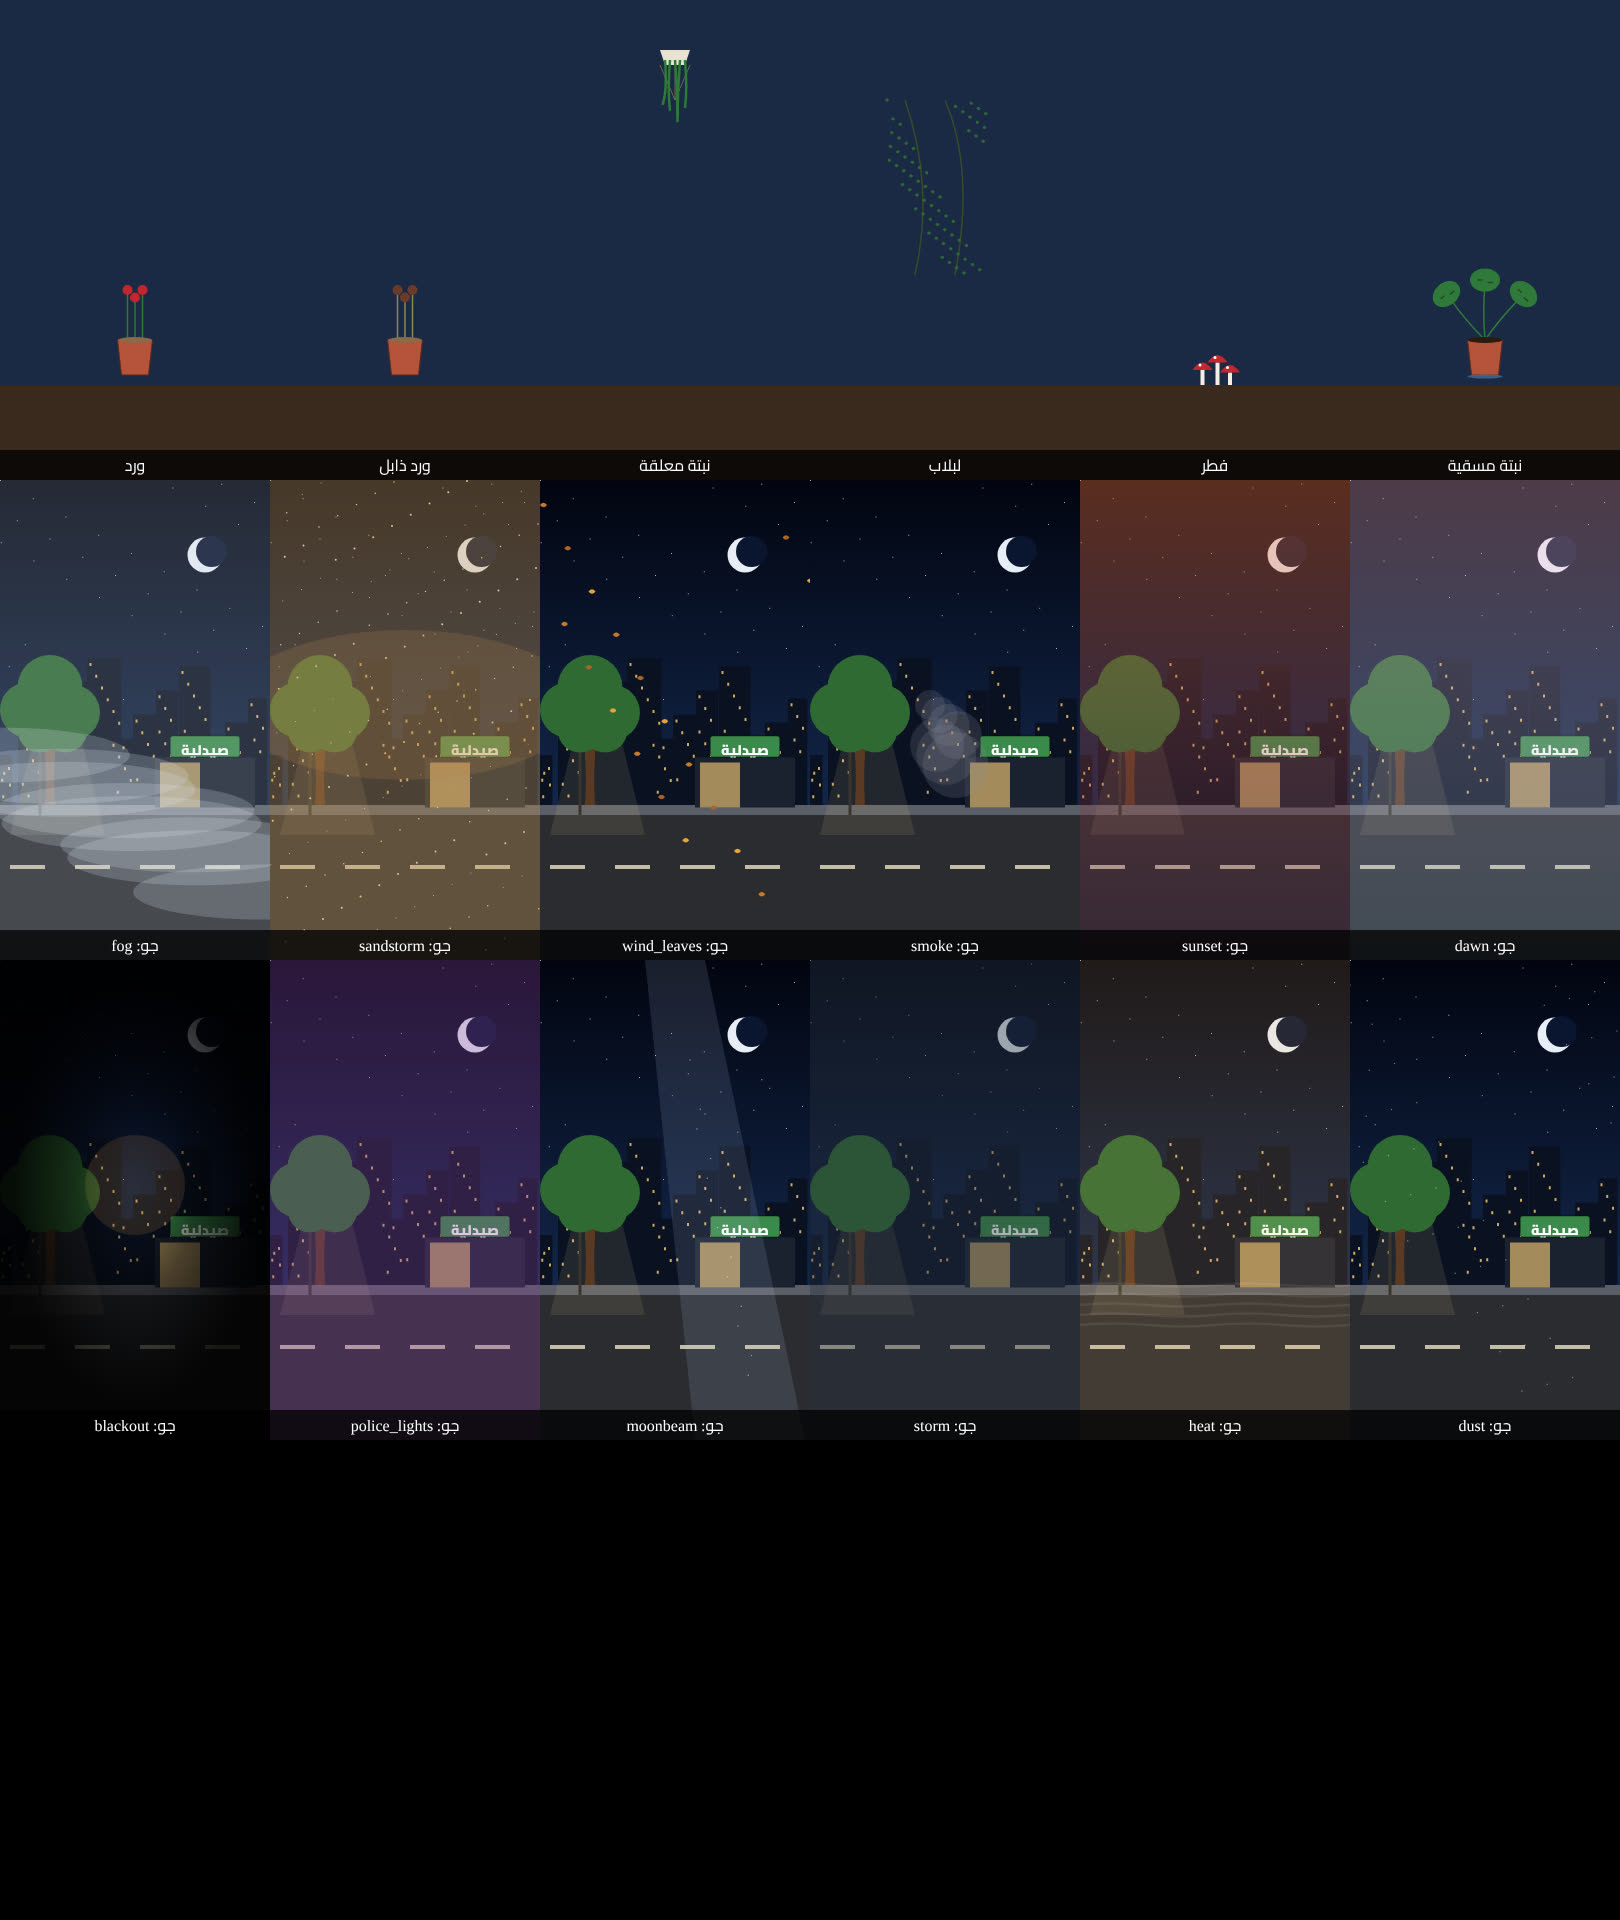 ورد
ورد ذابل
نبتة معلقة
لبلاب
فطر
نبتة مسقية
صيدلية
صيدلية
صيدلية
صيدلية
صيدلية
صيدلية
جو: fog
جو: sandstorm
جو: wind_leaves
جو: smoke
جو: sunset
جو: dawn
صيدلية
صيدلية
صيدلية
صيدلية
صيدلية
صيدلية
جو: blackout
جو: police_lights
جو: moonbeam
جو: storm
جو: heat
جو: dust